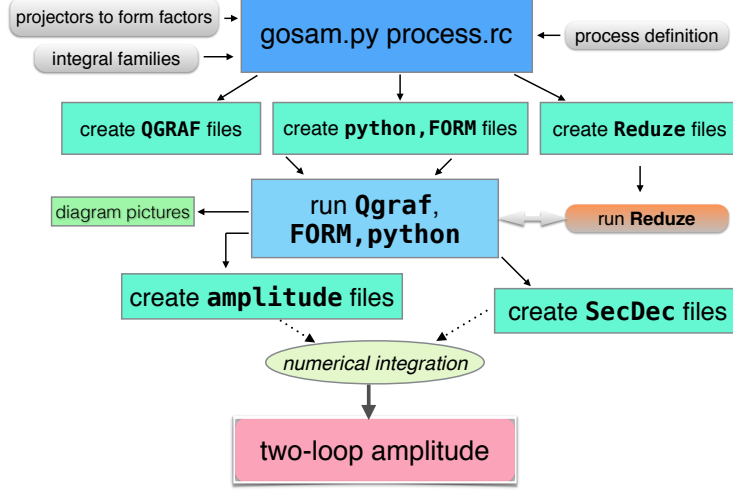 projectors to form factors
gosam.py process.rc
process definition
integral families
create QGRAF files
create python,FORM files
create Reduze files
diagram pictures
run Qgraf,
FORM,python
run Reduze
create amplitude files
create SecDec files
numerical integration
two-loop amplitude